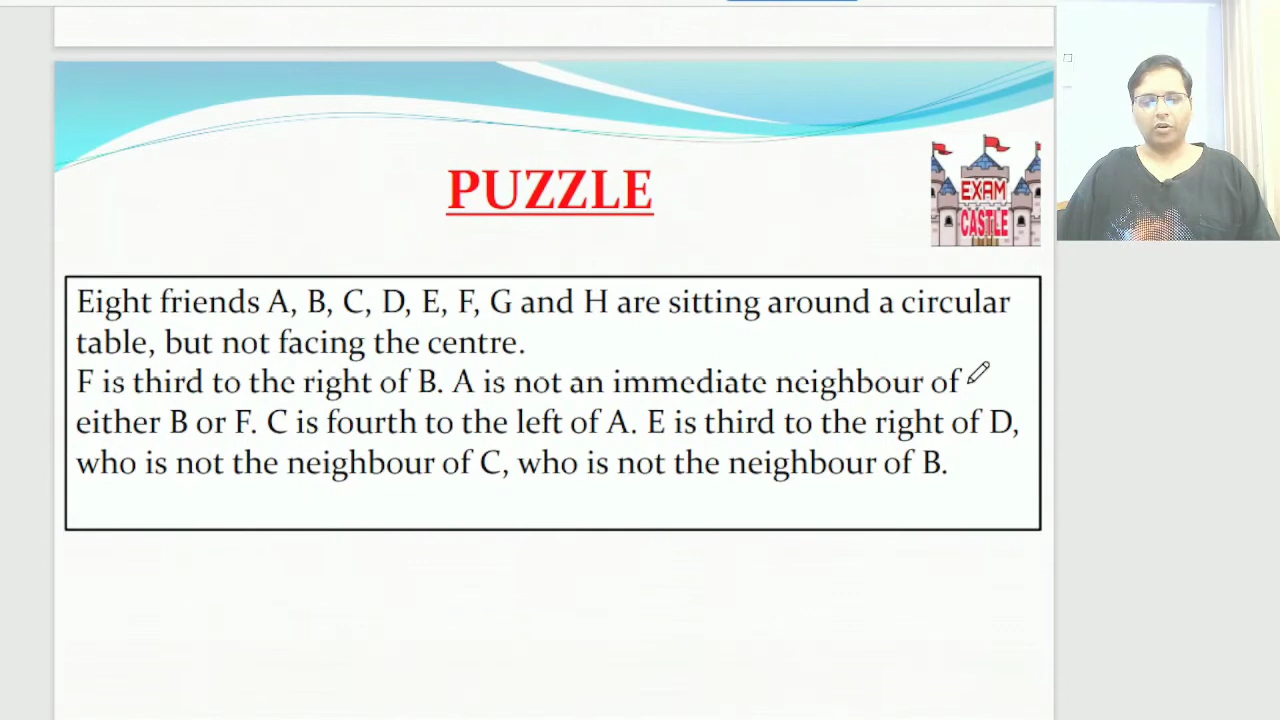 PUZZLE
EXAM
CASTLE
Eight friends A, B, C, D, E, F, G and H are sitting around a circular
table, but not facing the centre.
F is third to the right of B. A is not an immediate neighbour of
either B or F. C is fourth to the left of A. E is third to the right of D,
who is not the neighbour of C, who is not the neighbour of B.